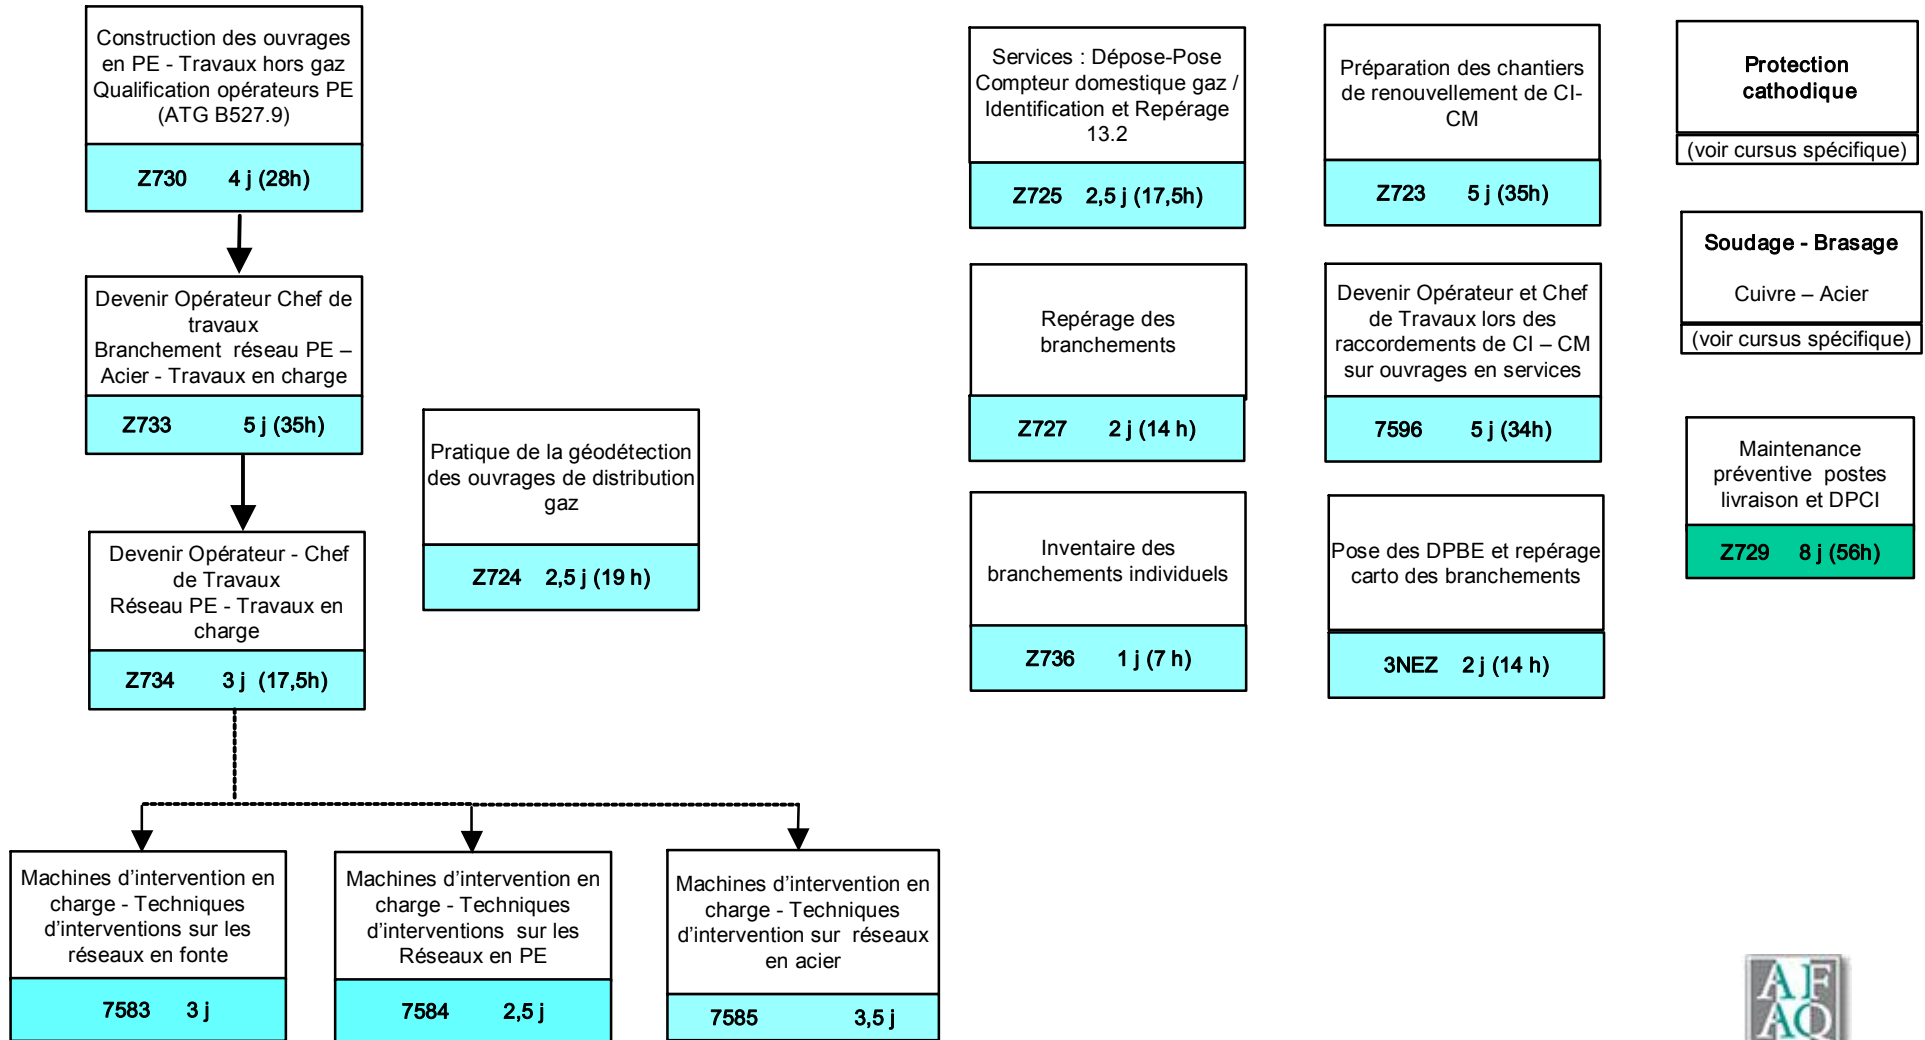 Construction des ouvrages
en PE - Travaux hors gaz
Qualification opérateurs PE
(ATG B527.9)
Z730 4 j (28h)
Devenir Opérateur Chef de
travaux
Branchement réseau PE –
Acier - Travaux en charge
Z733 5 j (35h)
Devenir Opérateur - Chef
de Travaux
Réseau PE - Travaux en
charge
Z734 3 j (17,5h)
Pratique de la géodétection
des ouvrages de distribution
gaz
Z724 2,5 j (19 h)
Machines d’intervention en
charge - Techniques
d’interventions sur les
réseaux en fonte
7583 3 j
Machines d’intervention en
charge - Techniques
d’interventions sur les
Réseaux en PE
7584 2,5 j
Machines d’intervention en
charge - Techniques
d’intervention sur réseaux
en acier
7585 3,5 j
Services : Dépose-Pose
Compteur domestique gaz /
Identification et Repérage
13.2
Z725 2,5 j (17,5h)
Repérage des
branchements
Z727 2 j (14 h)
Inventaire des
branchements individuels
Z736 1 j (7 h)
Préparation des chantiers
de renouvellement de CI-
CM
Z723 5 j (35h)
Devenir Opérateur et Chef
de Travaux lors des
raccordements de CI – CM
sur ouvrages en services
7596 5 j (34h)
Pose des DPBE et repérage
carto des branchements
3NEZ 2 j (14 h)
Protection
cathodique
(voir cursus spécifique)
Soudage - Brasage
Cuivre – Acier
(voir cursus spécifique)
Maintenance
préventive postes
livraison et DPCI
Z729 8 j (56h)
AF
AQ